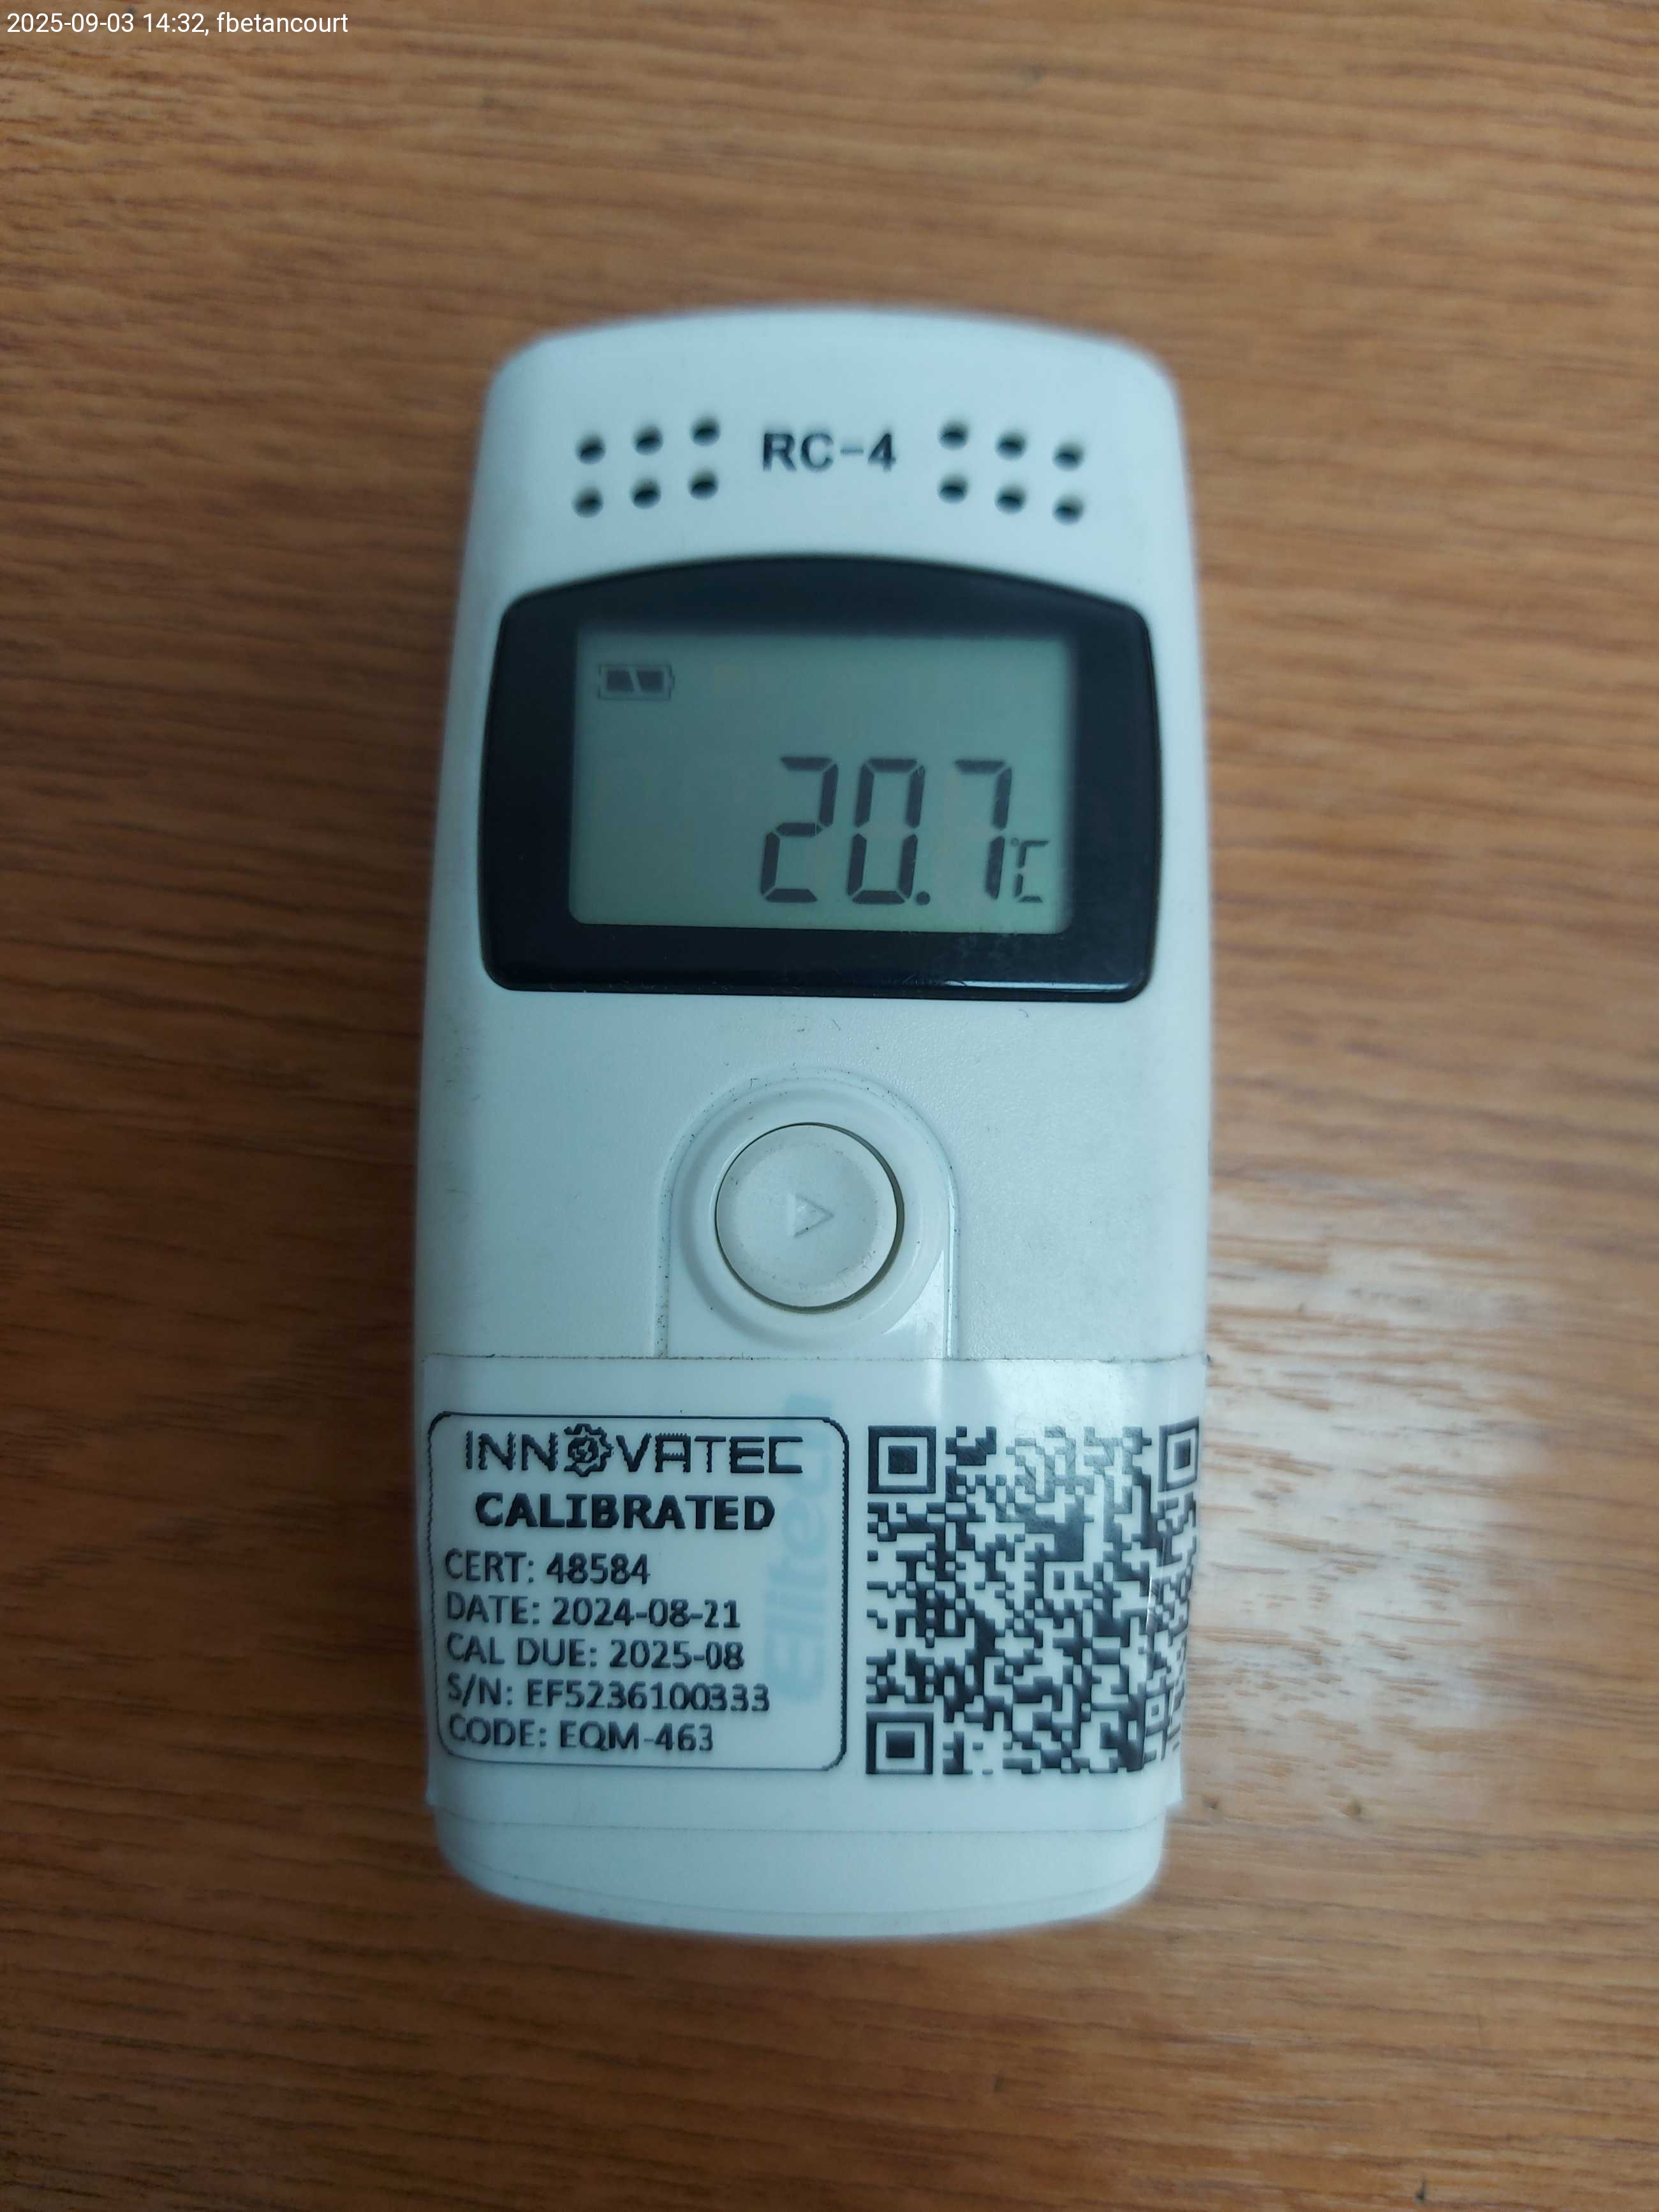 2025-09-03 14:32, fbetancourt
RC-4
20.7°C
INNOVATEC
CALIBRATED
CERT: 48584
DATE: 2024-08-21
CAL DUE: 2025-08
S/N: EF5236100333
CODE: EQM-463
Elitech